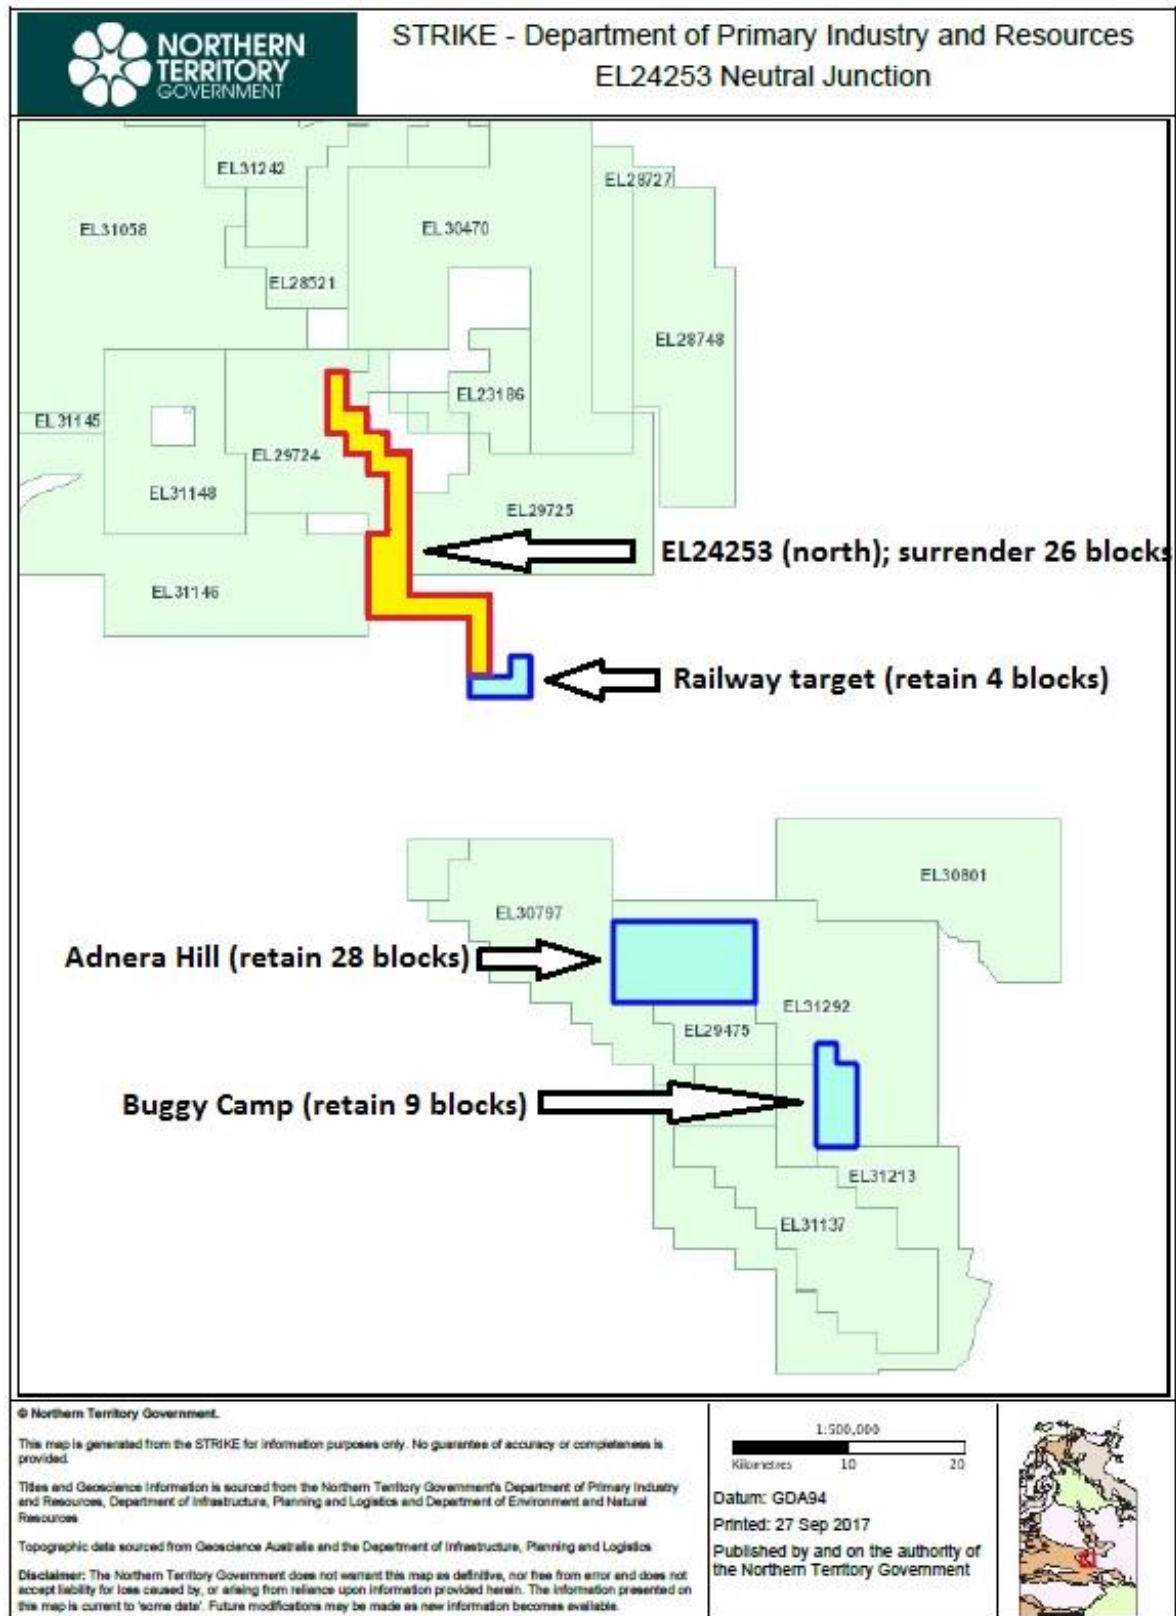 NORTHERN
TERRITORY
GOVERNMENT
STRIKE - Department of Primary Industry and Resources
EL24253 Neutral Junction
EL31242
EL28727
EL31058
EL30470
EL28521
EL28748
EL23186
EL31145
EL29724
EL31148
EL29725
EL24253 (north); surrender 26 blocks
EL31146
Railway target (retain 4 blocks)
EL30801
EL30797
Adnera Hill (retain 28 blocks)
EL31292
EL29475
Buggy Camp (retain 9 blocks)
EL31213
EL31137
© Northern Territory Government.
This map is generated from the STRIKE for information purposes only. No guarantee of accuracy or completeness is
provided.
Titles and Geoscience Information is sourced from the Northern Territory Government's Department of Primary Industry
and Resources, Department of Infrastructure, Planning and Logistics and Department of Environment and Natural
Resources
Topographic data sourced from Geoscience Australia and the Department of Infrastructure, Planning and Logistics
Disclaimer: The Northern Territory Government does not warrant this map as definitive, nor free from error and does not
accept liability for loss caused by, or arising from reliance upon information provided herein. The information presented on
this map is current to 'some data'. Future modifications may be made as new information becomes available.
1:500,000
Kilometres 10 20
Datum: GDA94
Printed: 27 Sep 2017
Published by and on the authority of
the Northern Territory Government